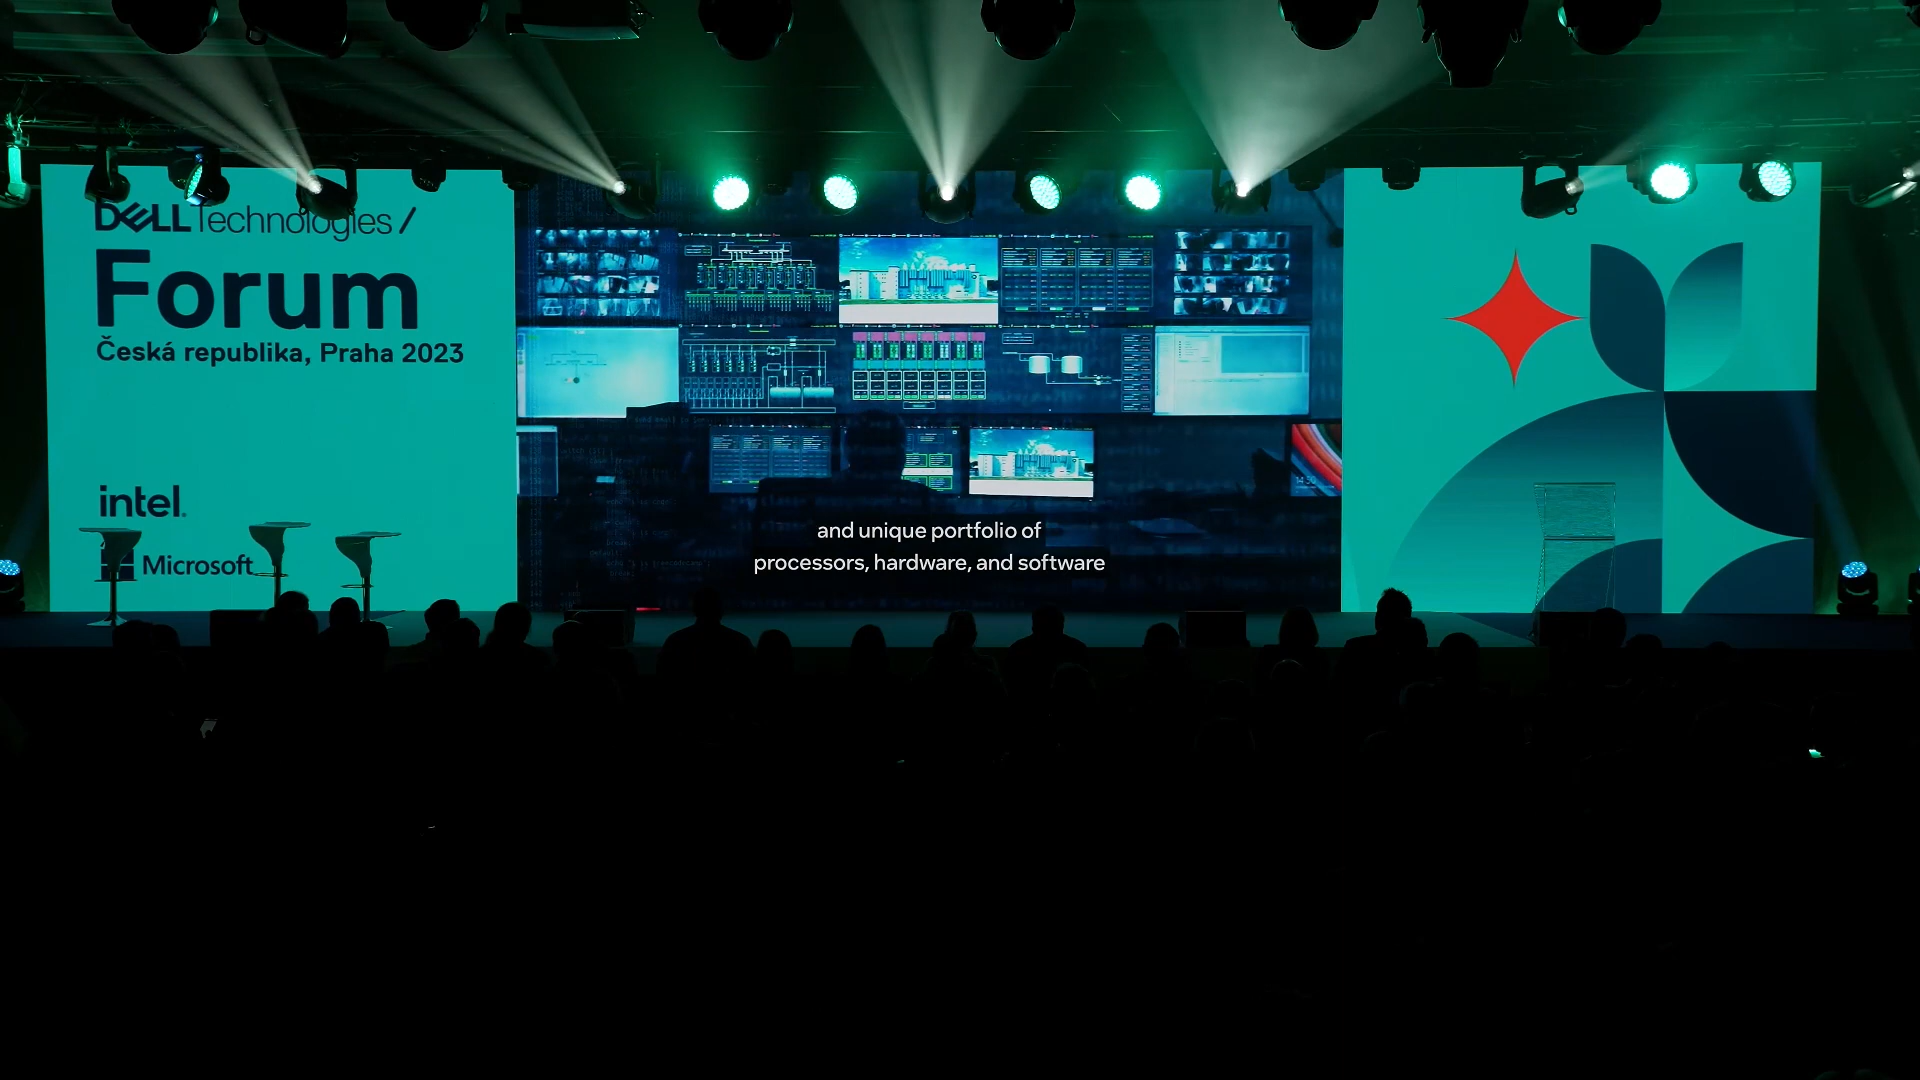 DELL Technologies /
Forum
Česká republika, Praha 2023
intel.
Microsoft
and unique portfolio of
processors, hardware, and software